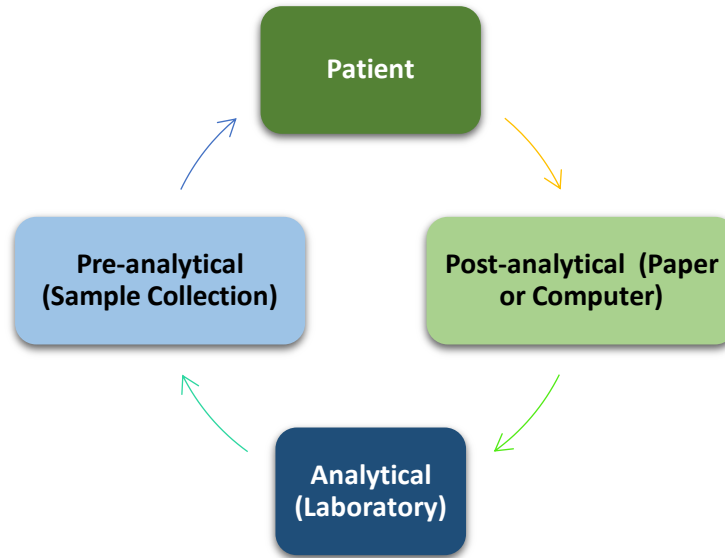 Patient
Pre-analytical
(Sample Collection)
Post-analytical (Paper
or Computer)
Analytical
(Laboratory)